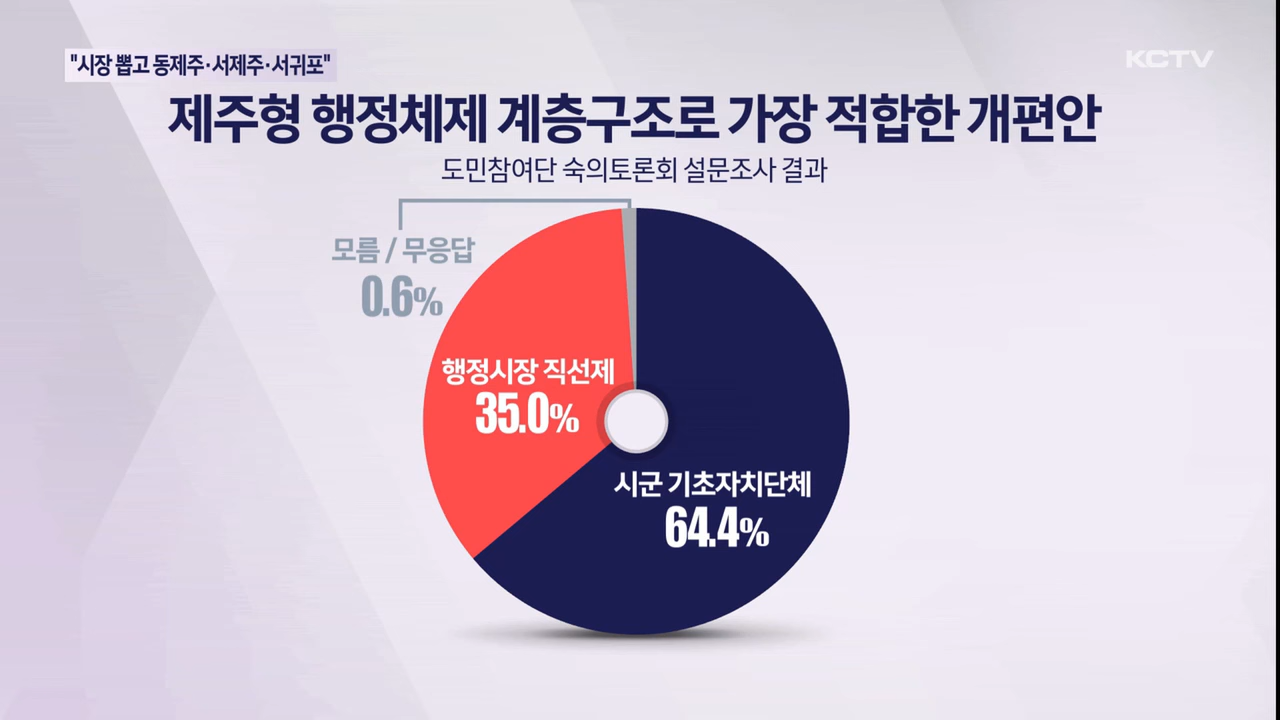 "시장 뽑고 동제주·서제주·서귀포"
KCTV
제주형 행정체제 계층구조로 가장 적합한 개편안
도민참여단 숙의토론회 설문조사 결과
모름 / 무응답
0.6%
행정시장 직선제
35.0%
시군 기초자치단체
64.4%